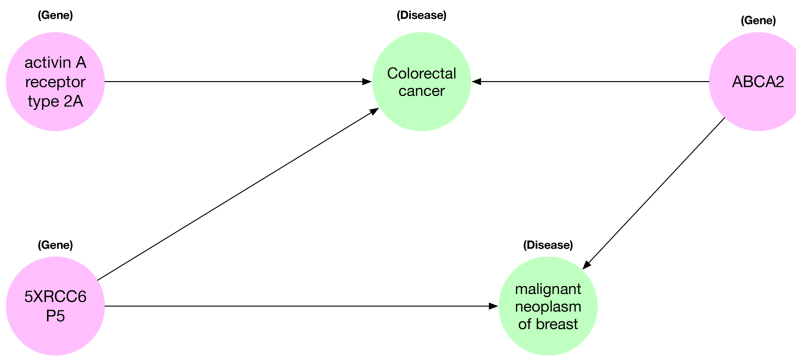 (Gene)
activin A
receptor
type 2A
(Disease)
Colorectal
cancer
(Gene)
ABCA2
(Gene)
5XRCC6
P5
(Disease)
malignant
neoplasm
of breast